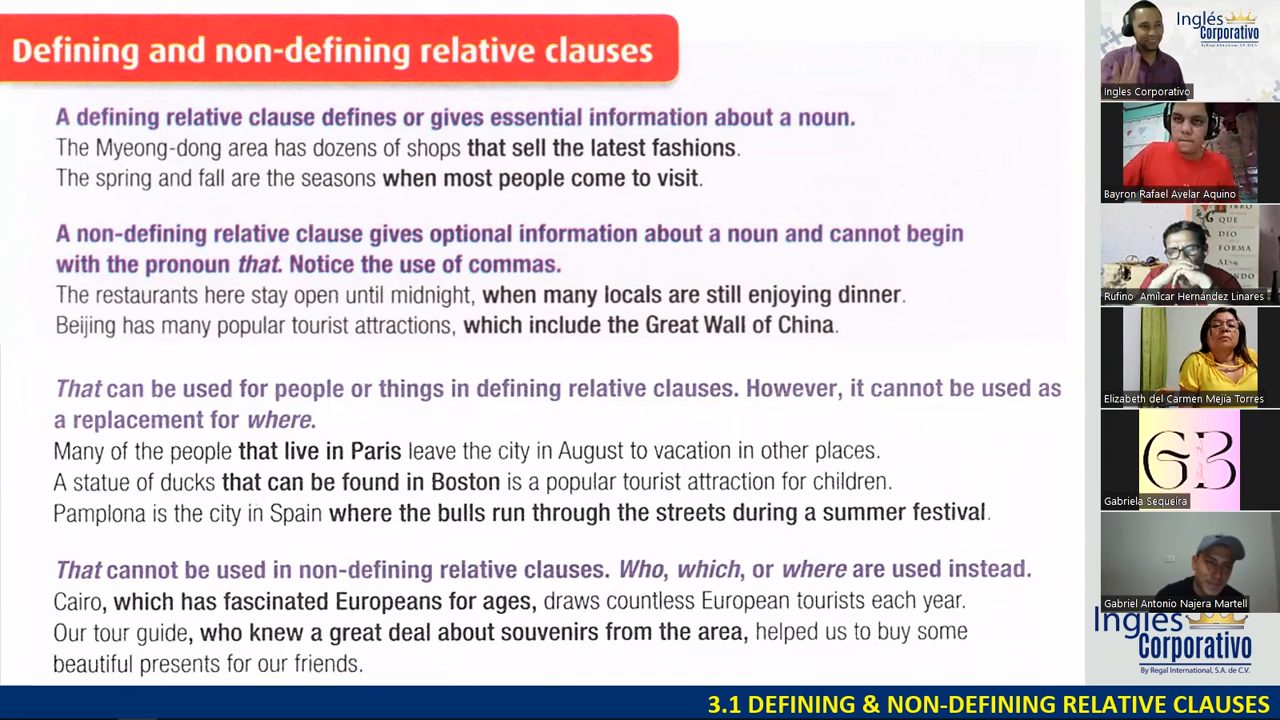 Defining and non-defining relative clauses
A defining relative clause defines or gives essential information about a noun.
The Myeong-dong area has dozens of shops that sell the latest fashions.
The spring and fall are the seasons when most people come to visit.
A non-defining relative clause gives optional information about a noun and cannot begin
with the pronoun that. Notice the use of commas.
The restaurants here stay open until midnight, when many locals are still enjoying dinner.
Beijing has many popular tourist attractions, which include the Great Wall of China.
That can be used for people or things in defining relative clauses. However, it cannot be used as
a replacement for where.
Many of the people that live in Paris leave the city in August to vacation in other places.
A statue of ducks that can be found in Boston is a popular tourist attraction for children.
Pamplona is the city in Spain where the bulls run through the streets during a summer festival.
That cannot be used in non-defining relative clauses. Who, which, or where are used instead.
Cairo, which has fascinated Europeans for ages, draws countless European tourists each year.
Our tour guide, who knew a great deal about souvenirs from the area, helped us to buy some
beautiful presents for our friends.
3.1 DEFINING & NON-DEFINING RELATIVE CLAUSES
Inglés
Corporativo
By Regal International, S.A. de C.V.
Ingles Corporativo
Bayron Rafael Avelar Aquino
LIBRO
QUE
DIO
FORMA
AL
Rufino Amílcar Hernández Linares
Elizabeth del Carmen Mejía Torres
GB
Gabriela Sequeira
Gabriel Antonio Najera Martell
Inglés
Corporativo
By Regal International, S.A. de C.V.